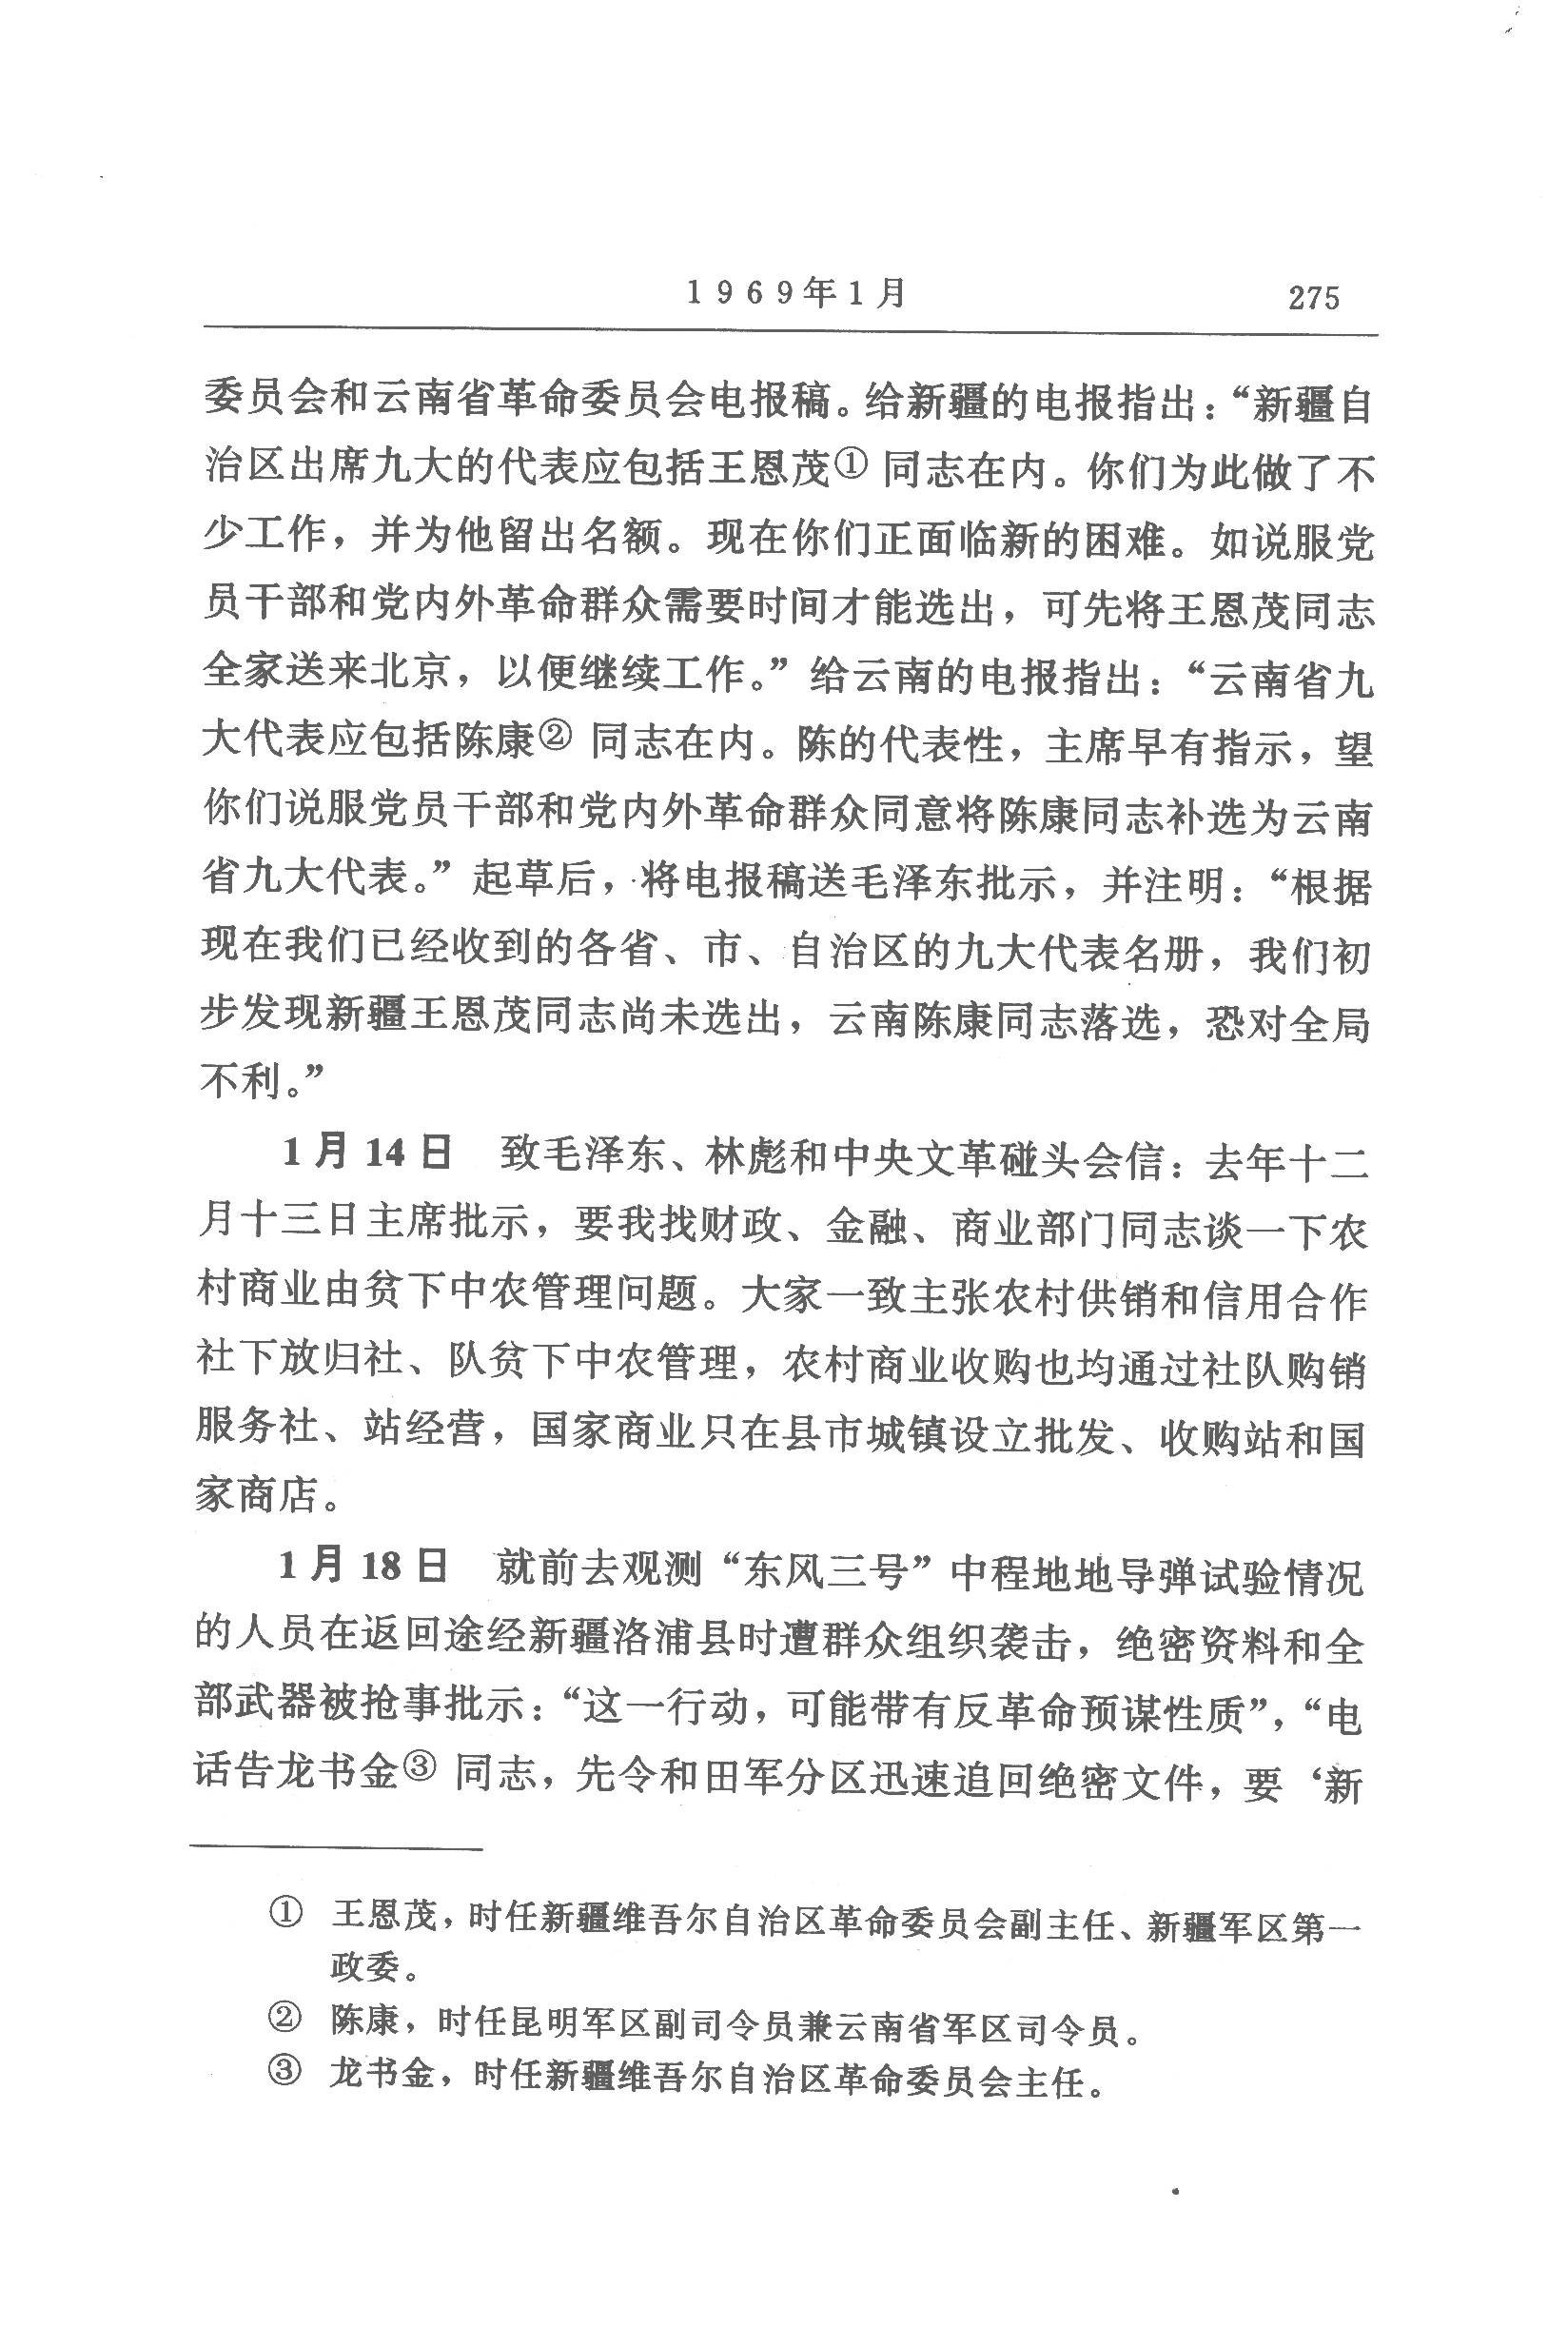 1969年1月
275
委员会和云南省革命委员会电报稿。给新疆的电报指出：“新疆自
治区出席九大的代表应包括王恩茂①同志在内。你们为此做了不
少工作，并为他留出名额。现在你们正面临新的困难。如说服党
员干部和党内外革命群众需要时间才能选出，可先将王恩茂同志
全家送来北京，以便继续工作。”给云南的电报指出：“云南省九
大代表应包括陈康②同志在内。陈的代表性，主席早有指示，望
你们说服党员干部和党内外革命群众同意将陈康同志补选为云南
省九大代表。”起草后，将电报稿送毛泽东批示，并注明：“根据
现在我们已经收到的各省、市、自治区的九大代表名册，我们初
步发现新疆王恩茂同志尚未选出，云南陈康同志落选，恐对全局
不利。”
1月14日　致毛泽东、林彪和中央文革碰头会信：去年十二
月十三日主席批示，要我找财政、金融、商业部门同志谈一下农
村商业由贫下中农管理问题。大家一致主张农村供销和信用合作
社下放归社、队贫下中农管理，农村商业收购也均通过社队购销
服务社、站经营，国家商业只在县市城镇设立批发、收购站和国
家商店。
1月18日　就前去观测“东风三号”中程地地导弹试验情况
的人员在返回途经新疆洛浦县时遭群众组织袭击，绝密资料和全
部武器被抢事批示：“这一行动，可能带有反革命预谋性质”，“电
话告龙书金③同志，先令和田军分区迅速追回绝密文件，要‘新
① 王恩茂，时任新疆维吾尔自治区革命委员会副主任、新疆军区第一
政委。
② 陈康，时任昆明军区副司令员兼云南省军区司令员。
③ 龙书金，时任新疆维吾尔自治区革命委员会主任。